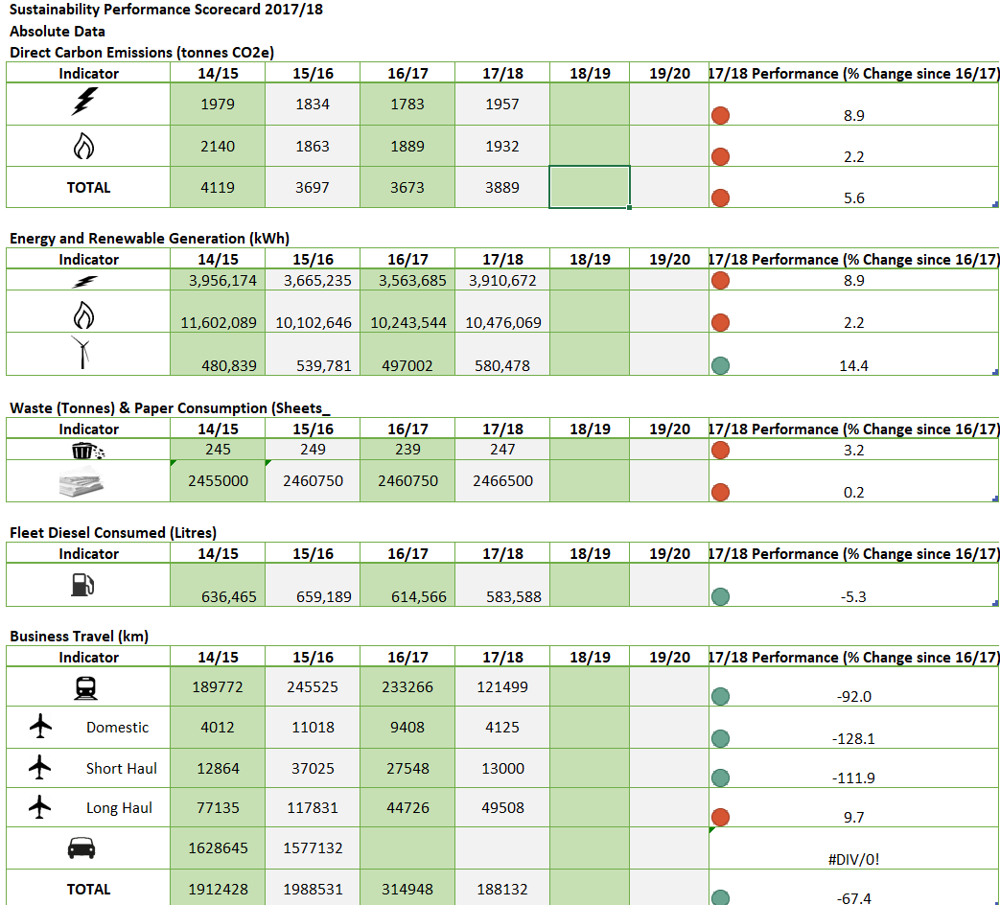 Sustainability Performance Scorecard 2017/18
Absolute Data
Direct Carbon Emissions (tonnes CO2e)
Indicator 14/15 15/16 16/17 17/18 18/19 19/20 17/18 Performance (% Change since 16/17)
1979 1834 1783 1957 8.9
2140 1863 1889 1932 2.2
TOTAL 4119 3697 3673 3889 5.6
Energy and Renewable Generation (kWh)
Indicator 14/15 15/16 16/17 17/18 18/19 19/20 17/18 Performance (% Change since 16/17)
3,956,174 3,665,235 3,563,685 3,910,672 8.9
11,602,089 10,102,646 10,243,544 10,476,069 2.2
480,839 539,781 497002 580,478 14.4
Waste (Tonnes) & Paper Consumption (Sheets_
Indicator 14/15 15/16 16/17 17/18 18/19 19/20 17/18 Performance (% Change since 16/17)
245 249 239 247 3.2
2455000 2460750 2460750 2466500 0.2
Fleet Diesel Consumed (Litres)
Indicator 14/15 15/16 16/17 17/18 18/19 19/20 17/18 Performance (% Change since 16/17)
636,465 659,189 614,566 583,588 -5.3
Business Travel (km)
Indicator 14/15 15/16 16/17 17/18 18/19 19/20 17/18 Performance (% Change since 16/17)
189772 245525 233266 121499 -92.0
Domestic 4012 11018 9408 4125 -128.1
Short Haul 12864 37025 27548 13000 -111.9
Long Haul 77135 117831 44726 49508 9.7
1628645 1577132 #DIV/0!
TOTAL 1912428 1988531 314948 188132 -67.4